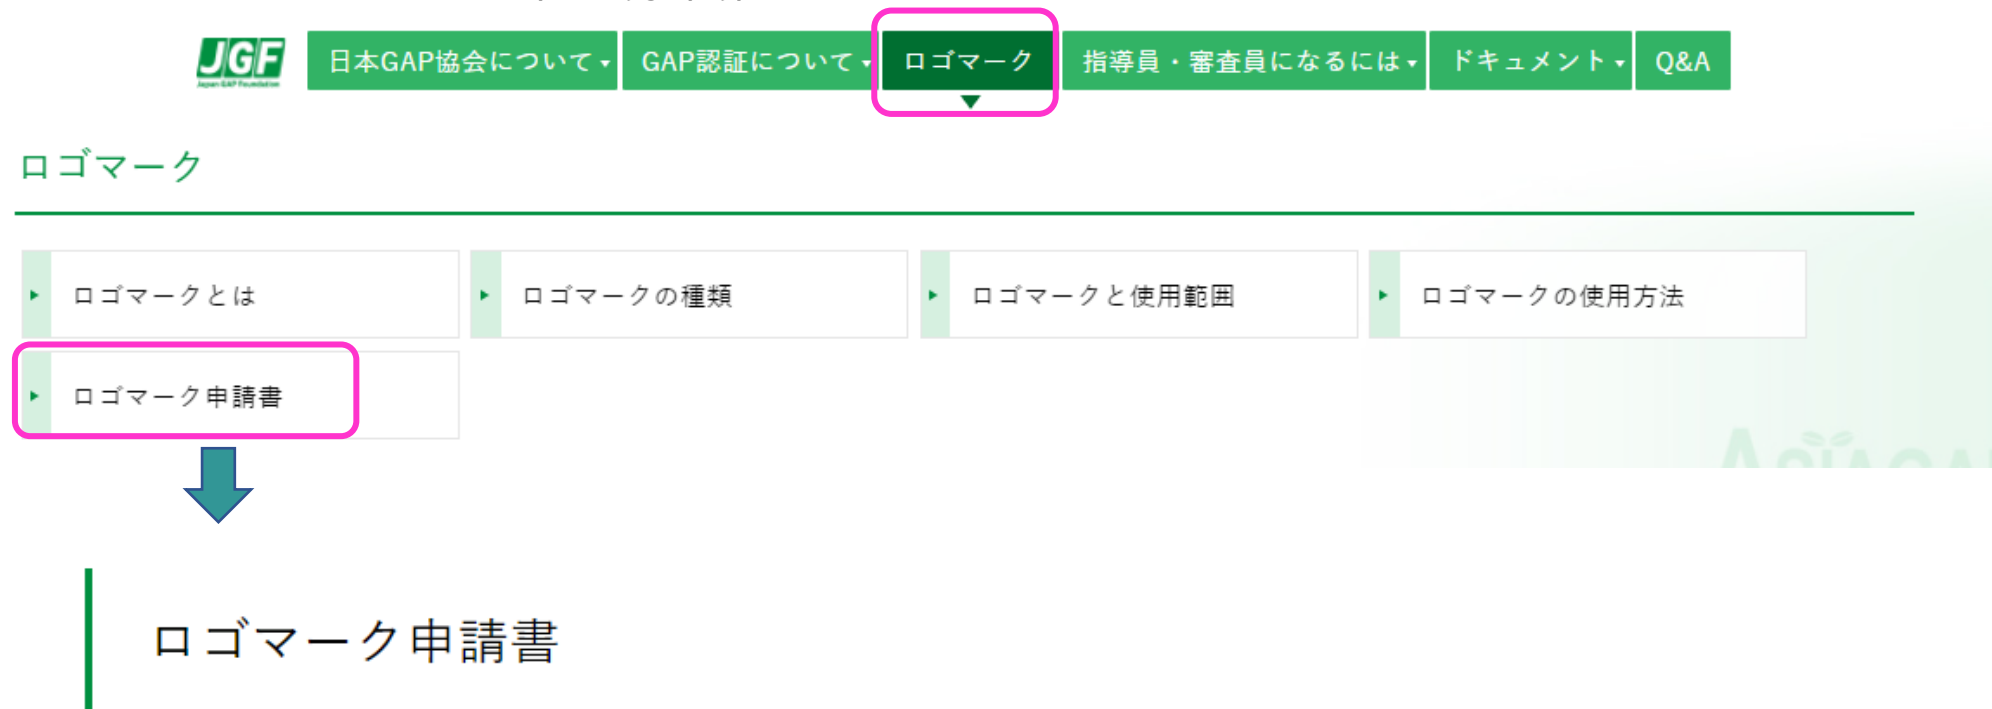 JGF
Japan GAP Foundation
日本GAP協会について▼ GAP認証について▼ ロゴマーク 指導員・審査員になるには▼ ドキュメント▼ Q&A
ロゴマーク
ロゴマークとは ロゴマークの種類 ロゴマークと使用範囲 ロゴマークの使用方法
ロゴマーク申請書
ロゴマーク申請書